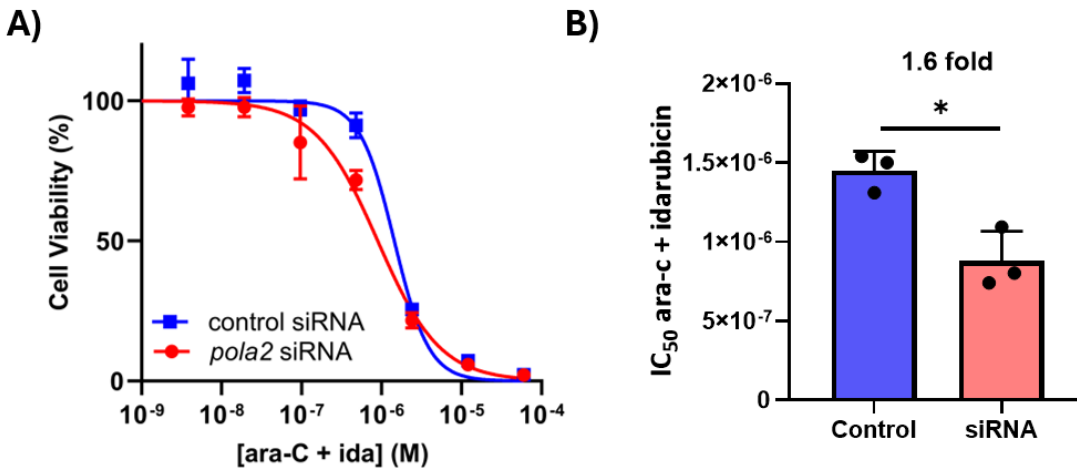 A)
Cell Viability (%)
100
50
0
control siRNA
pola2 siRNA
10⁻⁹ 10⁻⁸ 10⁻⁷ 10⁻⁶ 10⁻⁵ 10⁻⁴
[ara-C + ida] (M)
B)
1.6 fold
*
IC₅₀ ara-c + idarubicin
2×10⁻⁶
1.5×10⁻⁶
1×10⁻⁶
5×10⁻⁷
0
Control siRNA